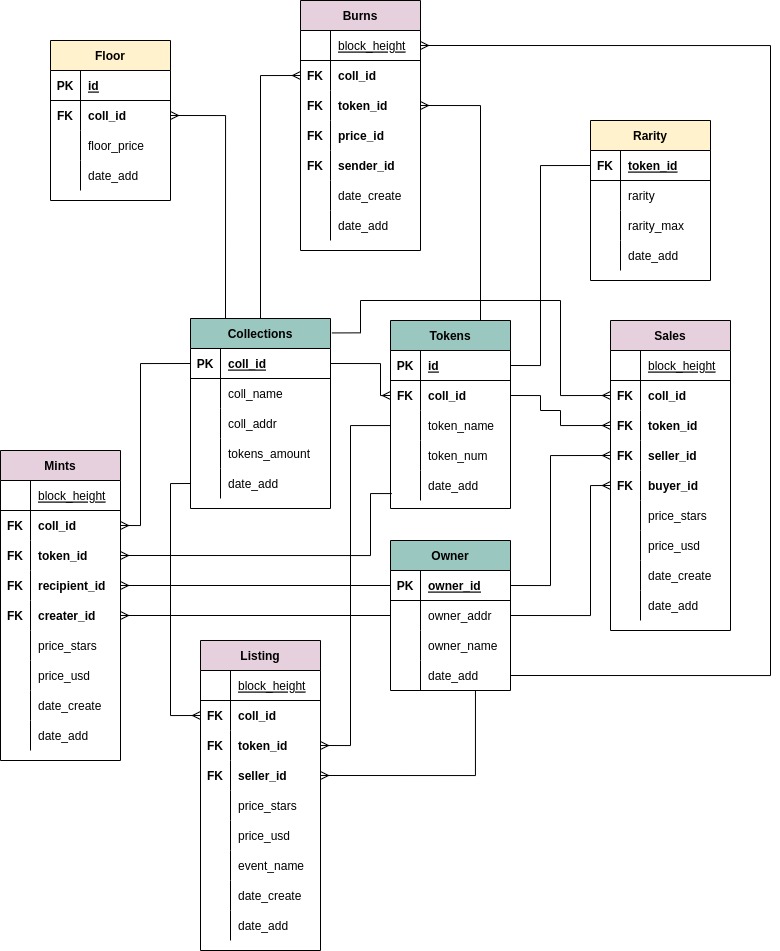 Burns
block_height
FK coll_id
FK token_id
FK price_id
FK sender_id
date_create
date_add
Floor
PK id
FK coll_id
floor_price
date_add
Rarity
FK token_id
rarity
rarity_max
date_add
Collections
PK coll_id
coll_name
coll_addr
tokens_amount
date_add
Tokens
PK id
FK coll_id
token_name
token_num
date_add
Sales
block_height
FK coll_id
FK token_id
FK seller_id
FK buyer_id
price_stars
price_usd
date_create
date_add
Mints
block_height
FK coll_id
FK token_id
FK recipient_id
FK creater_id
price_stars
price_usd
date_create
date_add
Owner
PK owner_id
owner_addr
owner_name
date_add
Listing
block_height
FK coll_id
FK token_id
FK seller_id
price_stars
price_usd
event_name
date_create
date_add